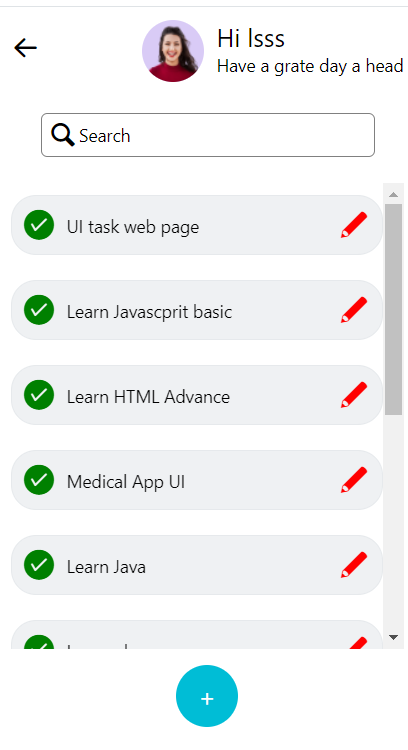 Hi lsss
Have a grate day a head
Search
UI task web page
Learn Javascprit basic
Learn HTML Advance
Medical App UI
Learn Java
+